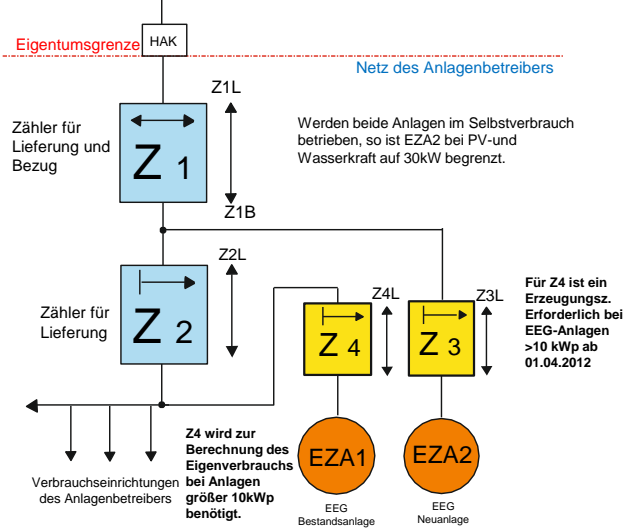 Eigentumsgrenze
HAK
Netz des Anlagenbetreibers
Z1L
Zähler für
Lieferung und
Bezug
Z 1
Werden beide Anlagen im Selbstverbrauch
betrieben, so ist EZA2 bei PV-und
Wasserkraft auf 30kW begrenzt.
Z1B
Z2L
Zähler für
Lieferung
Z 2
Z4L
Z 4
Z3L
Z 3
Für Z4 ist ein
Erzeugungsz.
Erforderlich bei
EEG-Anlagen
>10 kWp ab
01.04.2012
Z4 wird zur
Berechnung des
Eigenverbrauchs
bei Anlagen
größer 10kWp
benötigt.
EZA1
EZA2
Verbrauchseinrichtungen
des Anlagenbetreibers
EEG
Bestandsanlage
EEG
Neuanlage